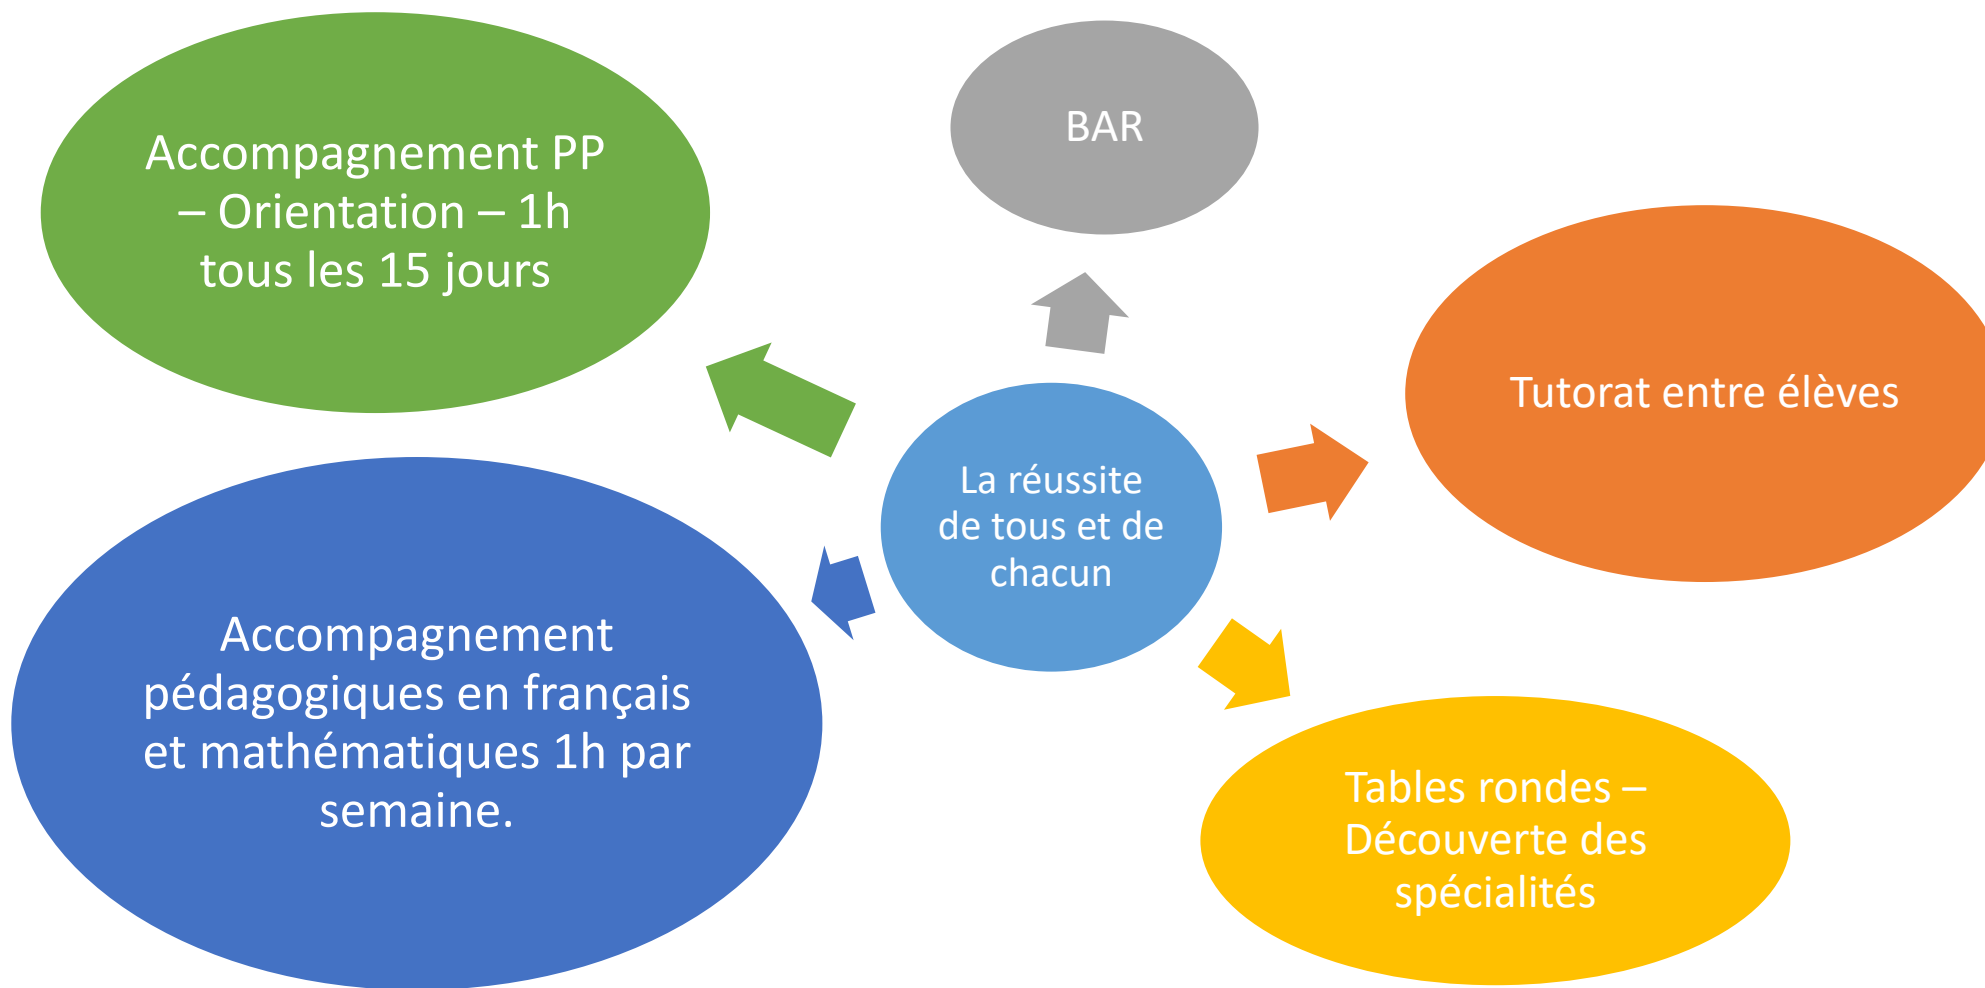 Accompagnement PP
– Orientation – 1h
tous les 15 jours
BAR
Tutorat entre élèves
La réussite
de tous et de
chacun
Accompagnement
pédagogiques en français
et mathématiques 1h par
semaine.
Tables rondes –
Découverte des
spécialités